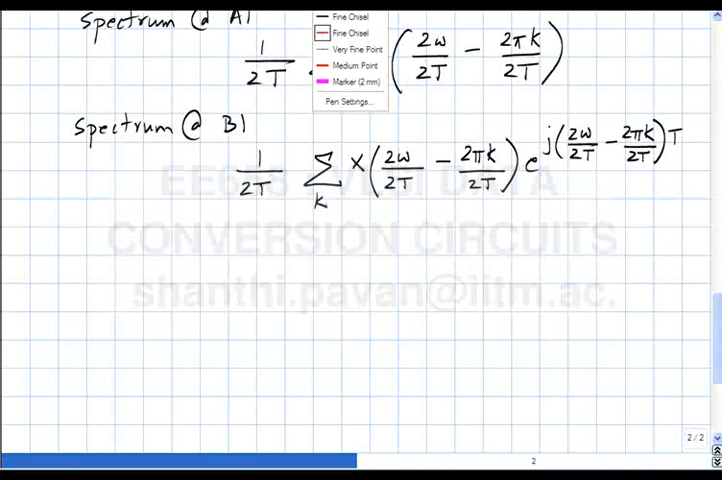 Spectrum @ A1
Fine Chisel
Fine Chisel
Very Fine Point
Medium Point
Marker (2 mm)
Pen Settings...
1/2T (2ω/2T - 2πk/2T)
Spectrum @ B1
1/2T Σ_k X(2ω/2T - 2πk/2T) e^{j(2ω/2T - 2πk/2T)T}
DATA
CONVERSION CIRCUITS
shanthi.pavan@iitm.ac.
2/2
2